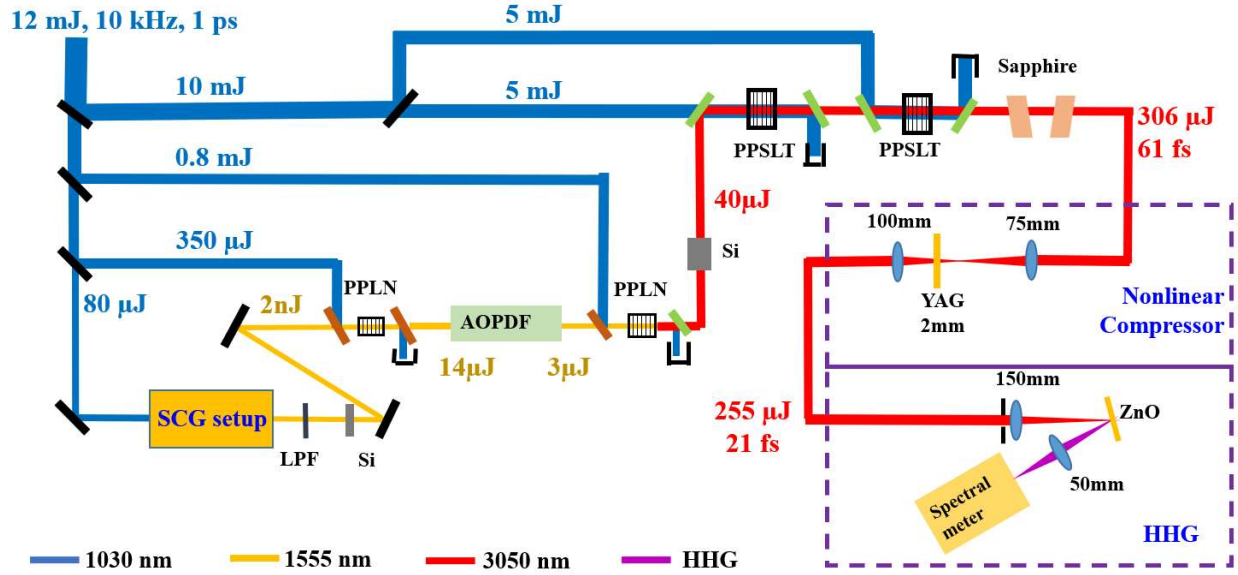 12 mJ, 10 kHz, 1 ps
5 mJ
10 mJ
5 mJ
Sapphire
PPSLT
PPSLT
306 μJ
61 fs
0.8 mJ
40μJ
Si
350 μJ
100mm
75mm
YAG
2mm
Nonlinear
Compressor
80 μJ
2nJ
PPLN
AOPDF
PPLN
14μJ
3μJ
SCG setup
LPF
Si
255 μJ
21 fs
150mm
ZnO
50mm
Spectral
meter
HHG
1030 nm
1555 nm
3050 nm
HHG